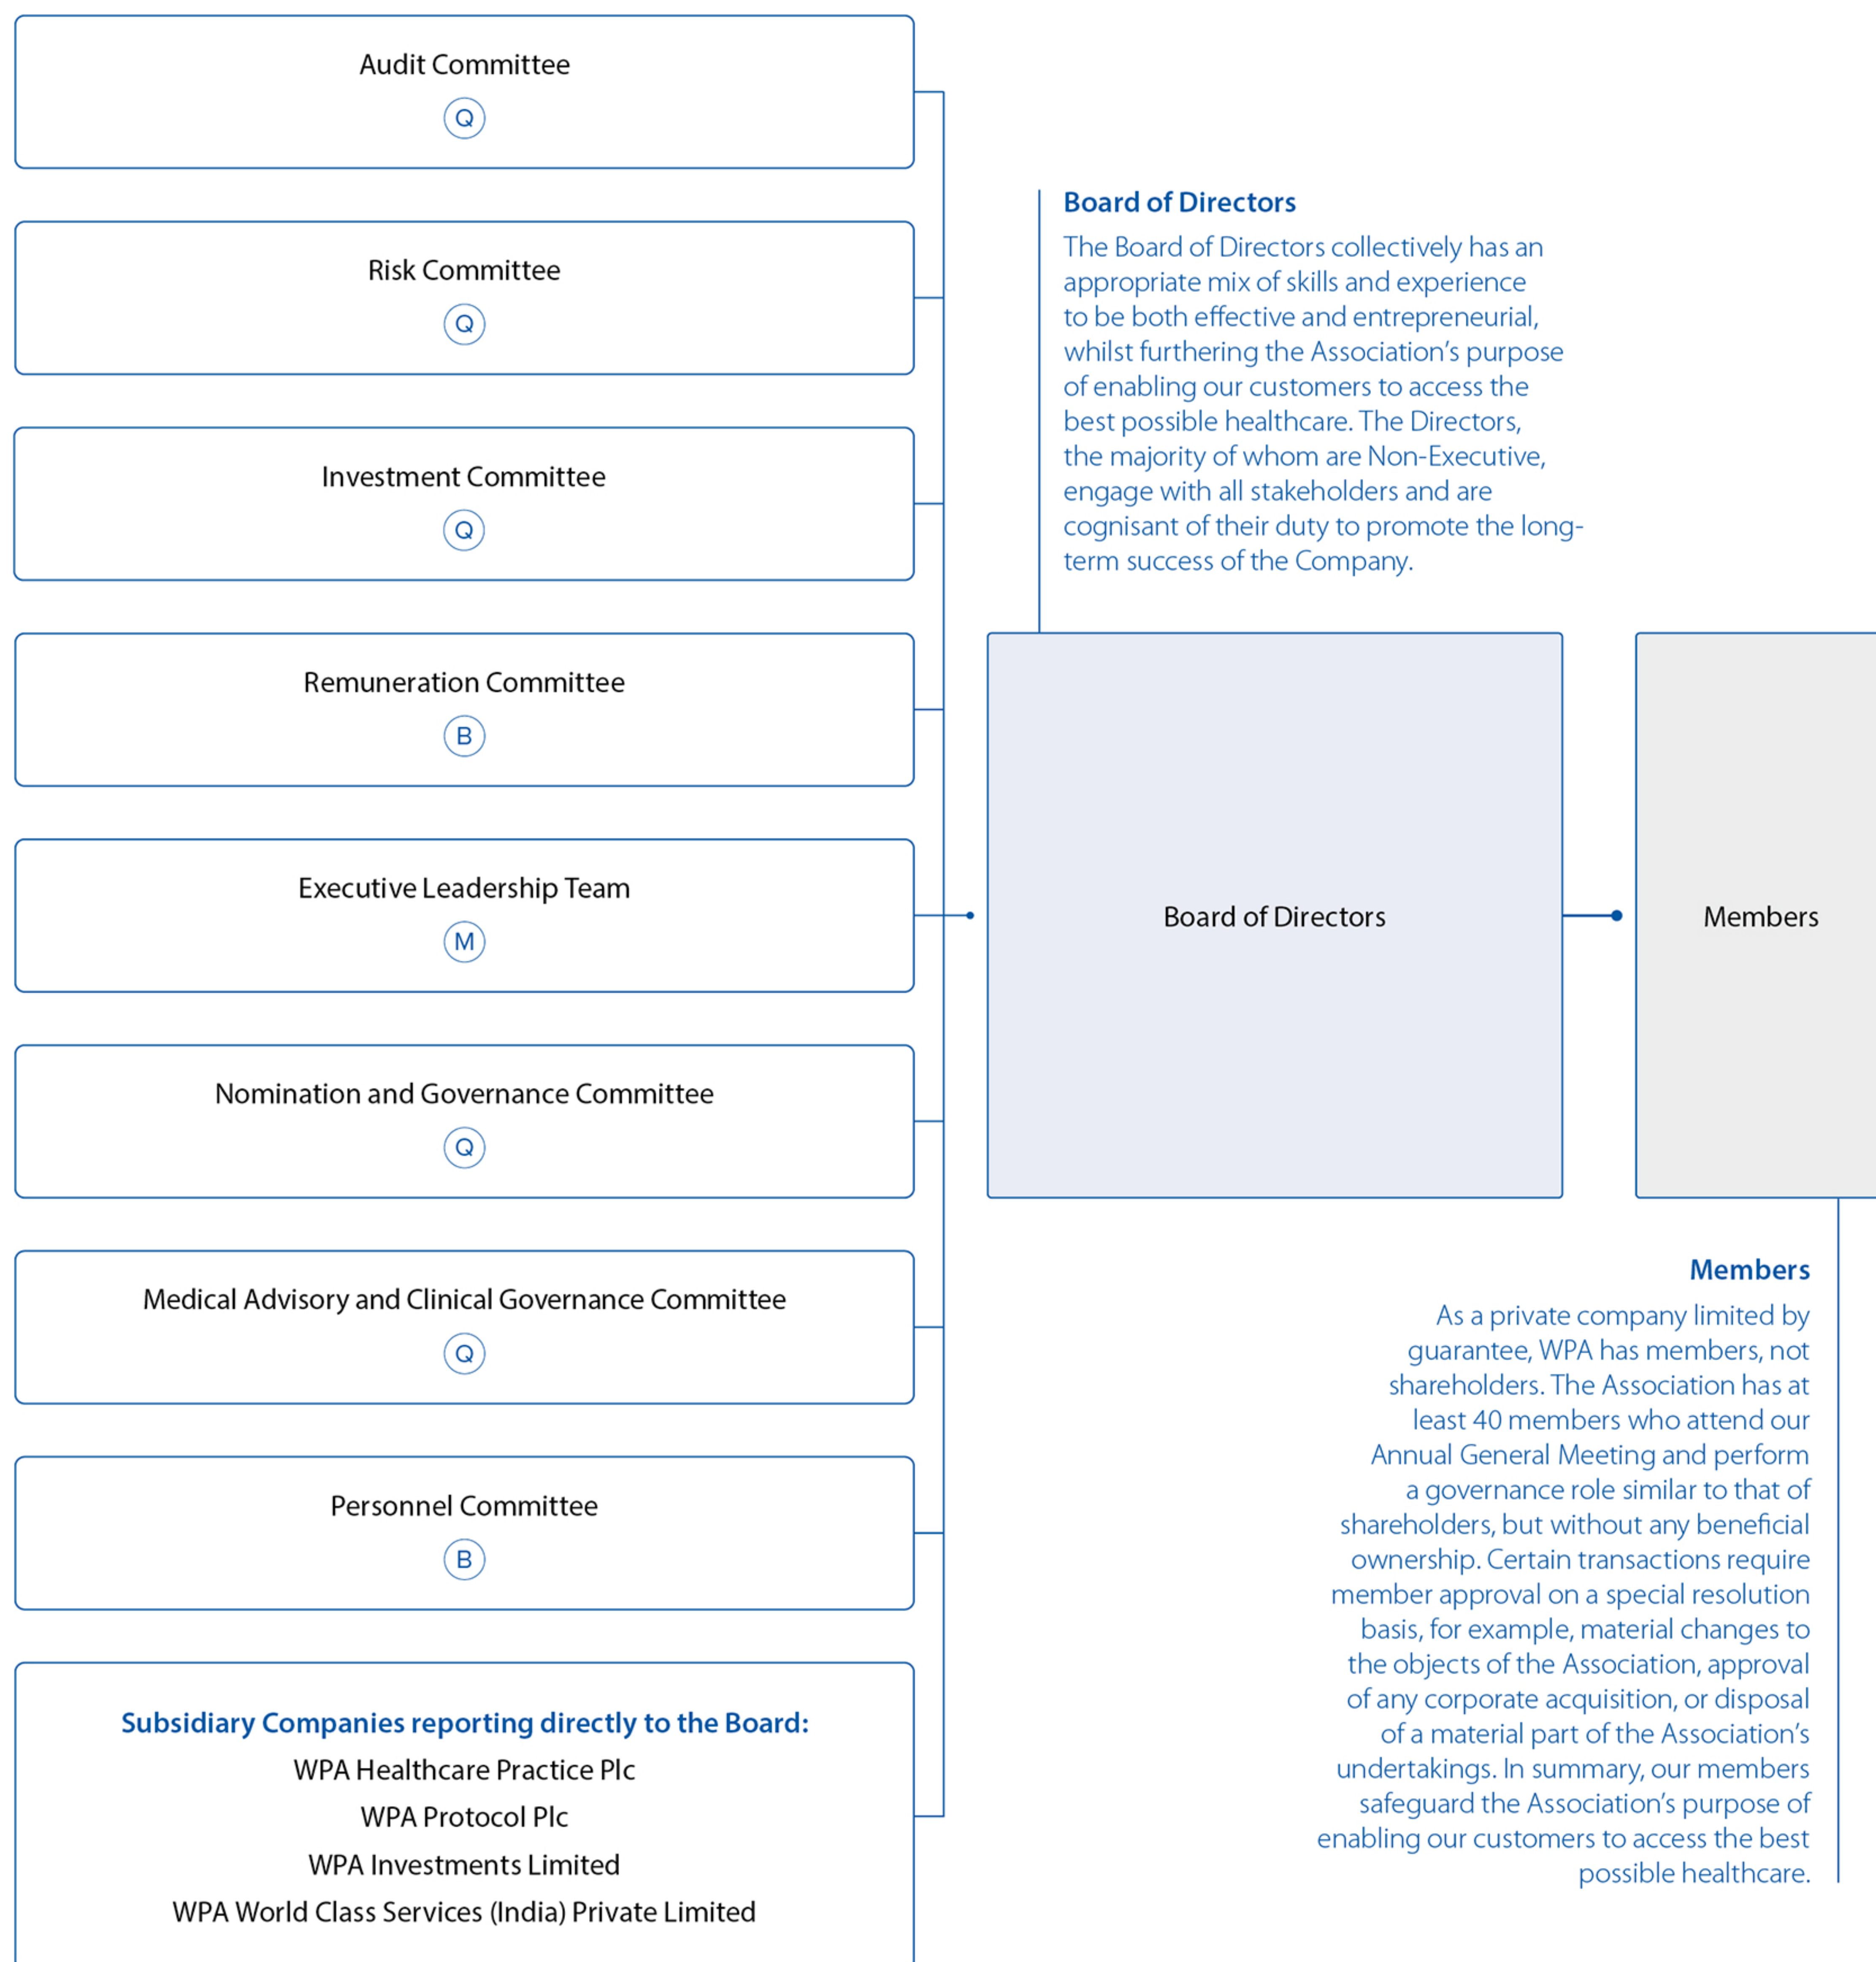 Audit Committee
Q
Risk Committee
Q
Investment Committee
Q
Remuneration Committee
B
Executive Leadership Team
M
Nomination and Governance Committee
Q
Medical Advisory and Clinical Governance Committee
Q
Personnel Committee
B
Subsidiary Companies reporting directly to the Board:
WPA Healthcare Practice Plc
WPA Protocol Plc
WPA Investments Limited
WPA World Class Services (India) Private Limited
Board of Directors
The Board of Directors collectively has an
appropriate mix of skills and experience
to be both effective and entrepreneurial,
whilst furthering the Association’s purpose
of enabling our customers to access the
best possible healthcare. The Directors,
the majority of whom are Non-Executive,
engage with all stakeholders and are
cognisant of their duty to promote the long-
term success of the Company.
Board of Directors
Members
Members
As a private company limited by
guarantee, WPA has members, not
shareholders. The Association has at
least 40 members who attend our
Annual General Meeting and perform
a governance role similar to that of
shareholders, but without any beneficial
ownership. Certain transactions require
member approval on a special resolution
basis, for example, material changes to
the objects of the Association, approval
of any corporate acquisition, or disposal
of a material part of the Association’s
undertakings. In summary, our members
safeguard the Association’s purpose of
enabling our customers to access the best
possible healthcare.